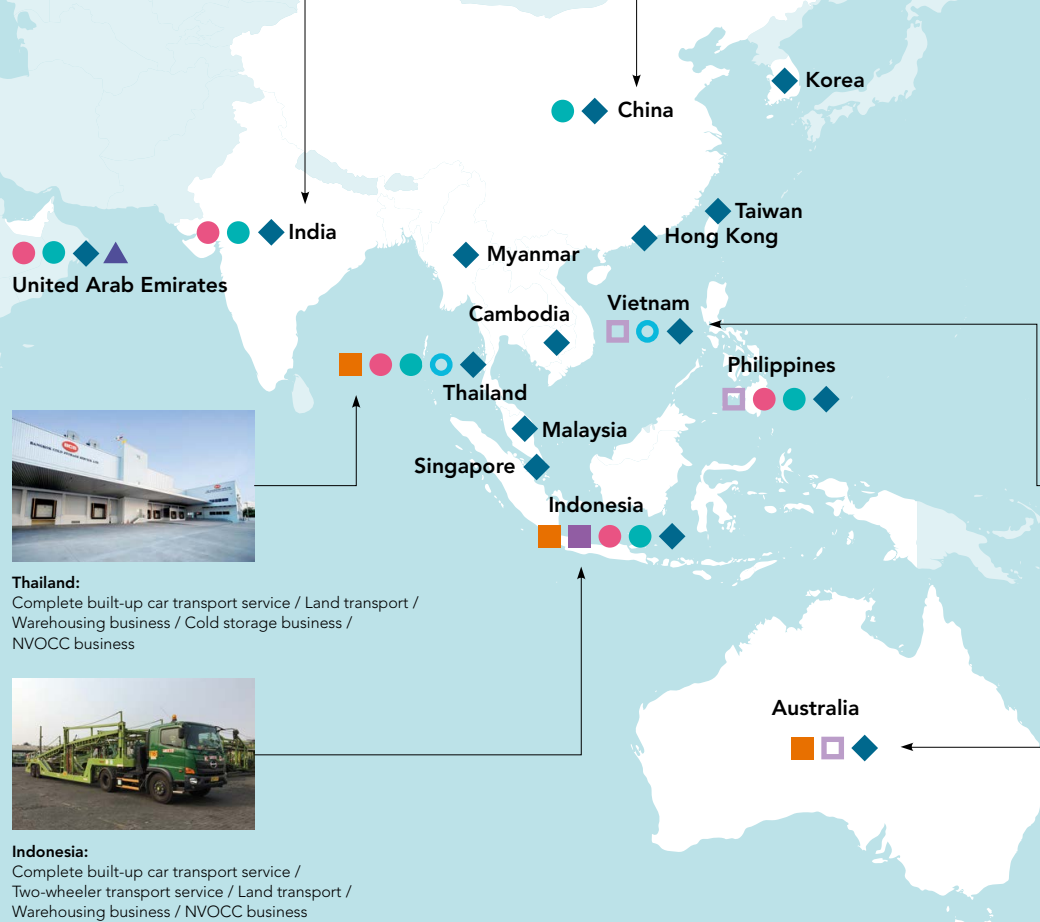 Korea
China
Taiwan
Hong Kong
India
Myanmar
United Arab Emirates
Vietnam
Cambodia
Philippines
Thailand
Malaysia
Singapore
Indonesia
Thailand:
Complete built-up car transport service / Land transport /
Warehousing business / Cold storage business /
NVOCC business
Australia
Indonesia:
Complete built-up car transport service /
Two-wheeler transport service / Land transport /
Warehousing business / NVOCC business